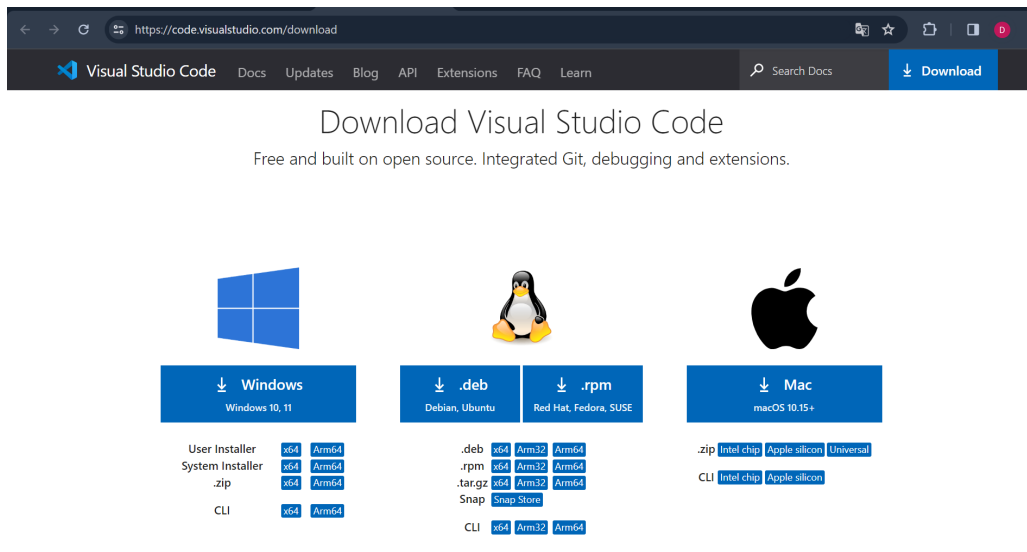 https://code.visualstudio.com/download
D
Visual Studio Code Docs Updates Blog API Extensions FAQ Learn Search Docs Download
Download Visual Studio Code
Free and built on open source. Integrated Git, debugging and extensions.
Windows
Windows 10, 11
User Installer x64 Arm64
System Installer x64 Arm64
.zip x64 Arm64
CLI x64 Arm64
.deb
Debian, Ubuntu
.rpm
Red Hat, Fedora, SUSE
.deb x64 Arm32 Arm64
.rpm x64 Arm32 Arm64
.tar.gz x64 Arm32 Arm64
Snap Snap Store
CLI x64 Arm32 Arm64
Mac
macOS 10.15+
.zip Intel chip Apple silicon Universal
CLI Intel chip Apple silicon